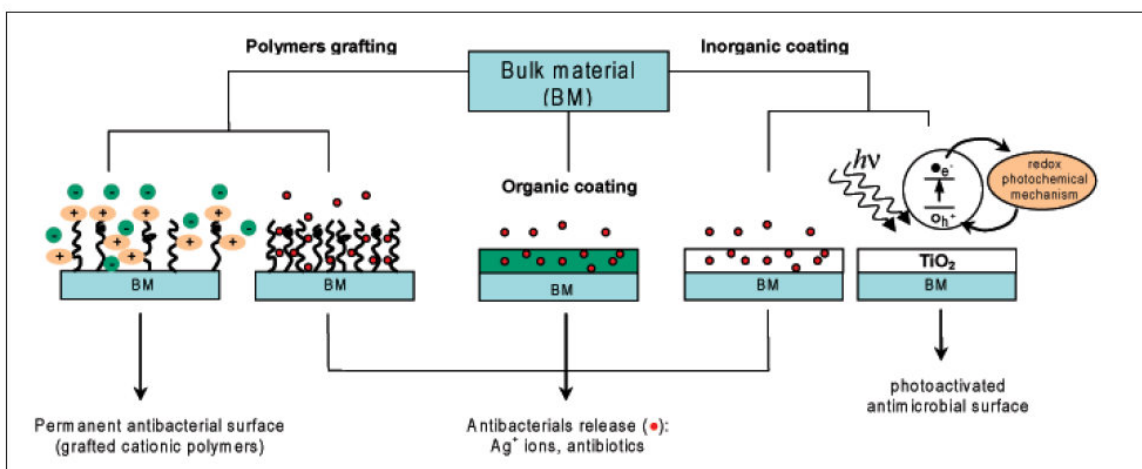 Polymers grafting
Inorganic coating
Bulk material
(BM)
Organic coating
hν
e⁻
h⁺
redox
photochemical
mechanism
- - - -
+ + + +
- - -
+ + + +
-
TiO₂
BM
BM
BM
BM
BM
Permanent antibacterial surface
(grafted cationic polymers)
Antibacterials release (●):
Ag⁺ ions, antibiotics
photoactivated
antimicrobial surface